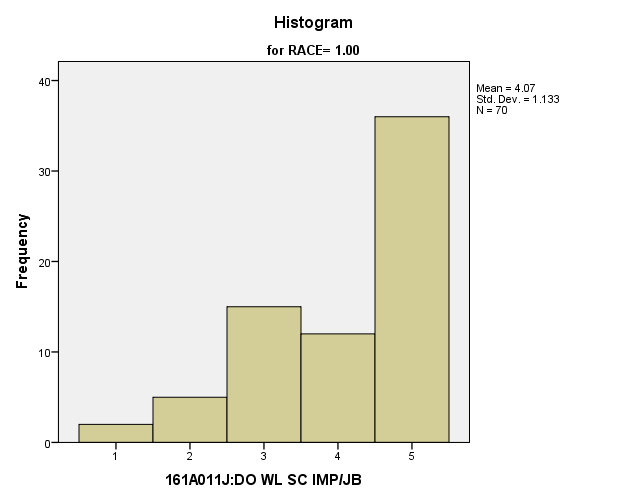 Histogram
for RACE= 1.00
Mean = 4.07
Std. Dev. = 1.133
N = 70
40
30
20
10
0
Frequency
1 2 3 4 5
161A011J:DO WL SC IMP/JB